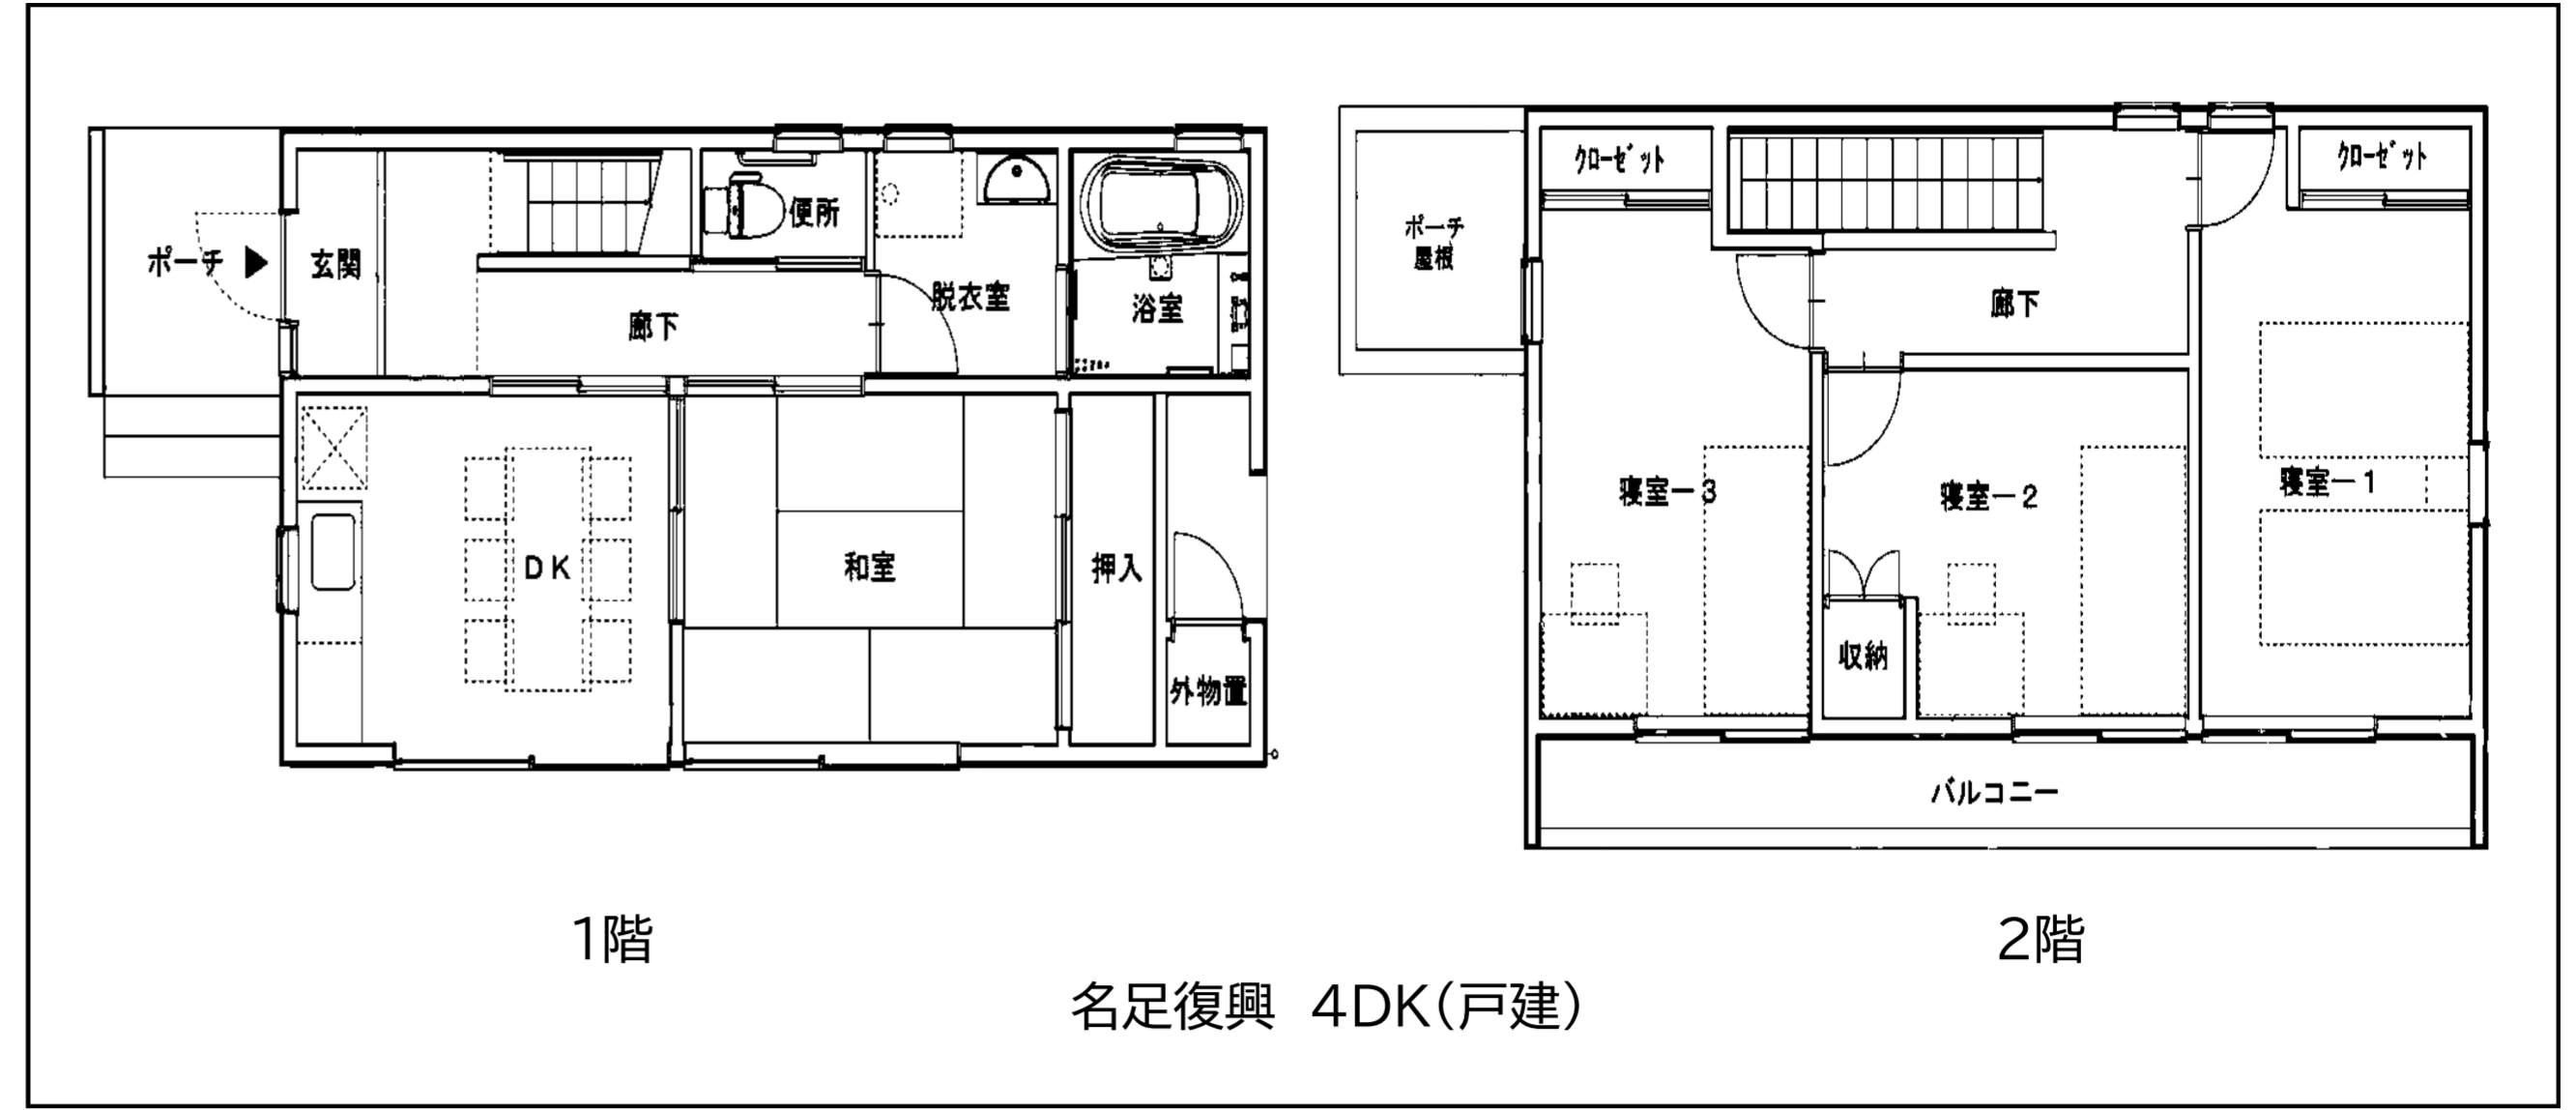 ポーチ
玄関
便所
脱衣室
浴室
廊下
DK
和室
押入
外物置
1階
ポーチ
屋根
クローゼット
クローゼット
廊下
寝室－3
寝室－2
寝室－1
収納
バルコニー
2階
名足復興 4DK(戸建)